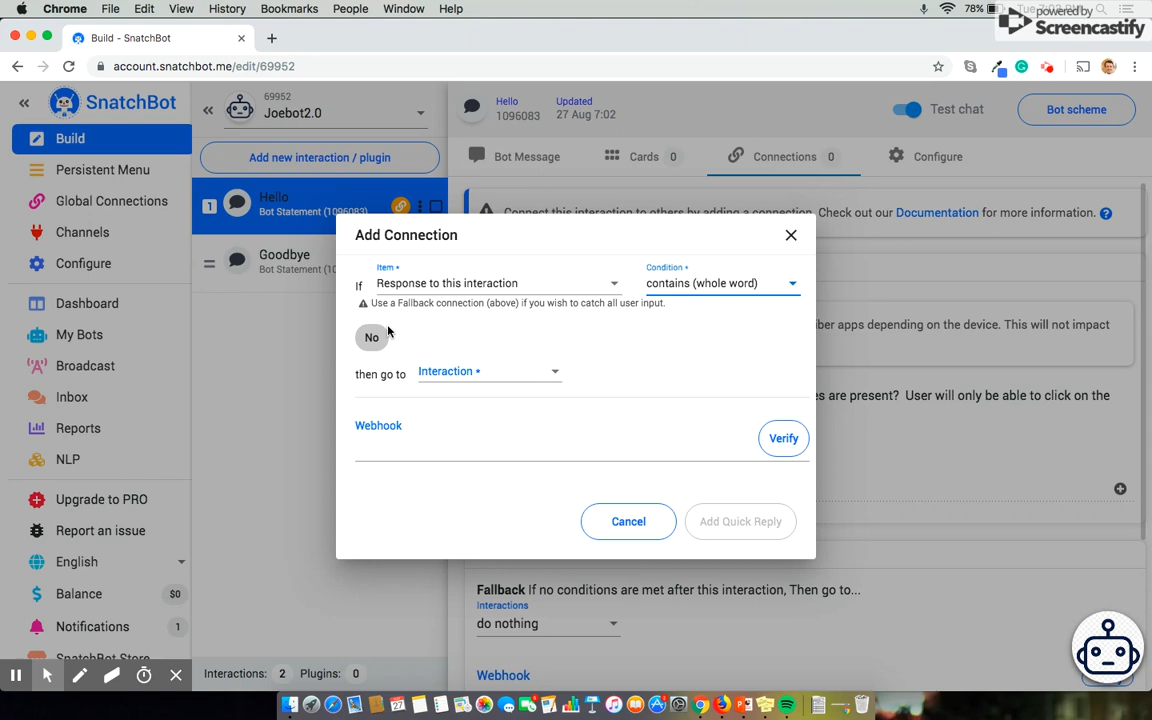 Chrome File Edit View History Bookmarks People Window Help 78%
powered by
Screencastify
Build - SnatchBot
account.snatchbot.me/edit/69952
SnatchBot
Build
Persistent Menu
Global Connections
Channels
Configure
Dashboard
My Bots
Broadcast
Inbox
Reports
NLP
Upgrade to PRO
Report an issue
English
Balance $0
Notifications 1
SnatchBot Store
69952
Joebot2.0
Add new interaction / plugin
1 Hello
Bot Statement (1096083)
Goodbye
Bot Statement (10
Interactions: 2 Plugins: 0
Hello
1096083
Updated
27 Aug 7:02
Test chat
Bot scheme
Bot Message
Cards 0
Connections 0
Configure
Connect this interaction to others by adding a connection. Check out our Documentation for more information.
ber apps depending on the device. This will not impact
es are present? User will only be able to click on the
Add Connection
Item *
Condition *
If Response to this interaction contains (whole word)
Use a Fallback connection (above) if you wish to catch all user input.
No
then go to Interaction *
Webhook
Verify
Cancel Add Quick Reply
Fallback If no conditions are met after this interaction, Then go to...
Interactions
do nothing
Webhook